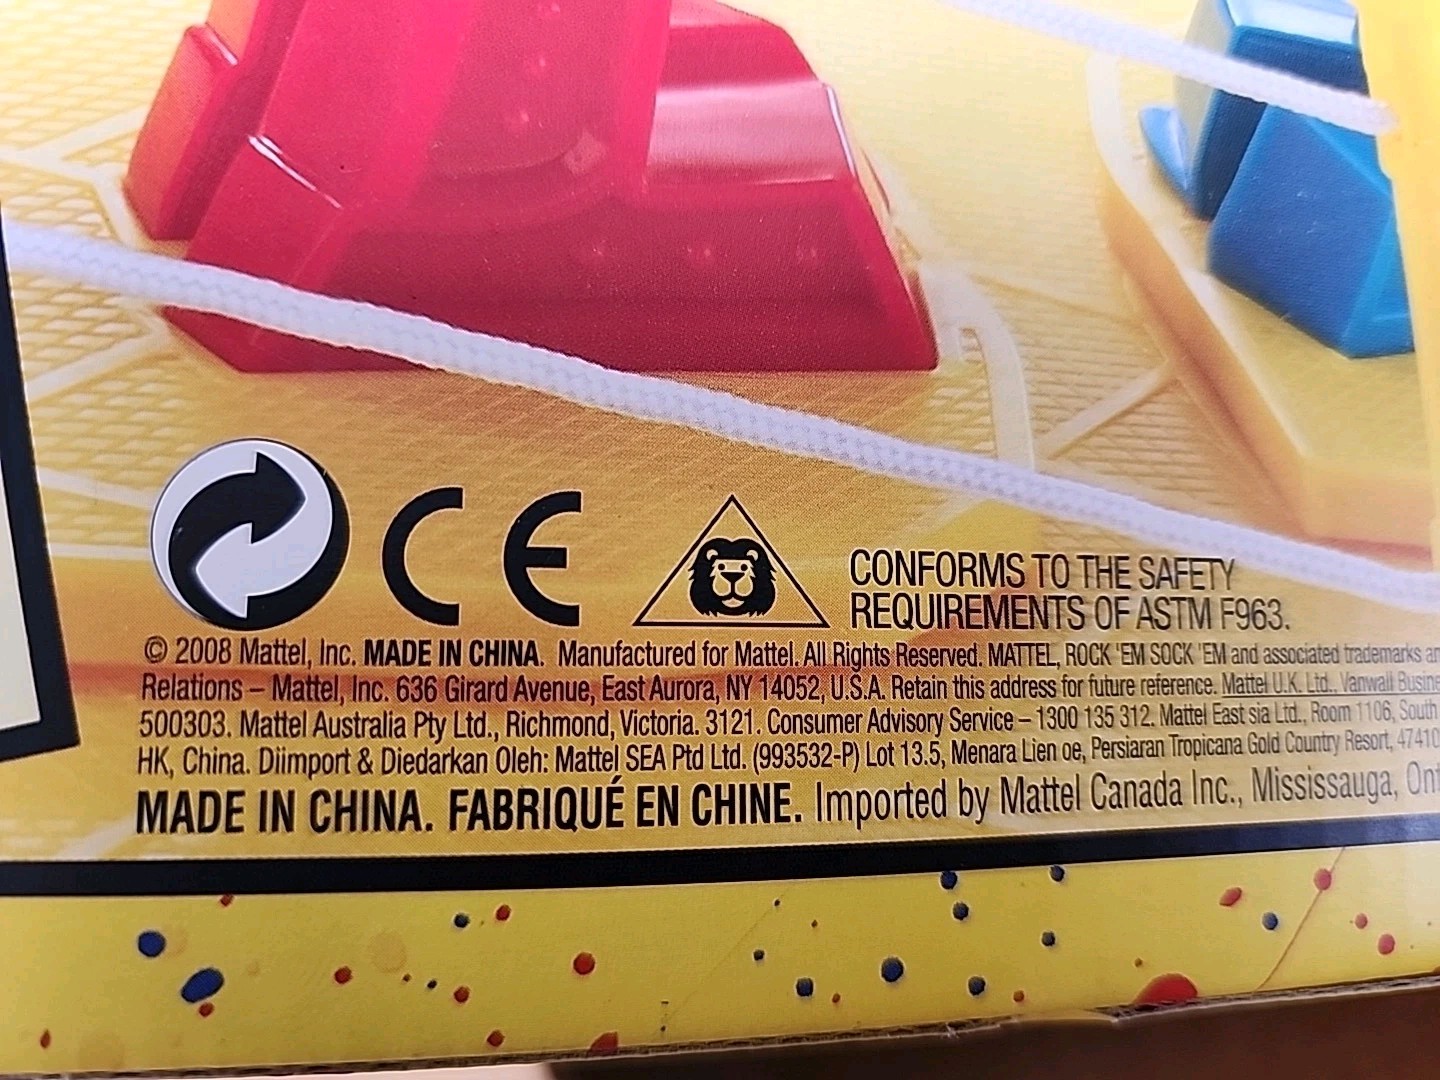 CE
CONFORMS TO THE SAFETY
REQUIREMENTS OF ASTM F963.
© 2008 Mattel, Inc. MADE IN CHINA. Manufactured for Mattel. All Rights Reserved. MATTEL, ROCK 'EM SOCK 'EM and associated trademarks
Relations – Mattel, Inc. 636 Girard Avenue, East Aurora, NY 14052, U.S.A. Retain this address for future reference. Mattel U.K. Ltd., Vanwall
500303. Mattel Australia Pty Ltd., Richmond, Victoria. 3121. Consumer Advisory Service – 1300 135 312. Mattel East sia Ltd., Room 1106, South
HK, China. Diimport & Diedarkan Oleh: Mattel SEA Ptd Ltd. (993532-P) Lot 13.5, Menara Lien oe, Persiaran Tropicana Gold Country Resort, 47410
MADE IN CHINA. FABRIQUÉ EN CHINE. Imported by Mattel Canada Inc., Mississauga,